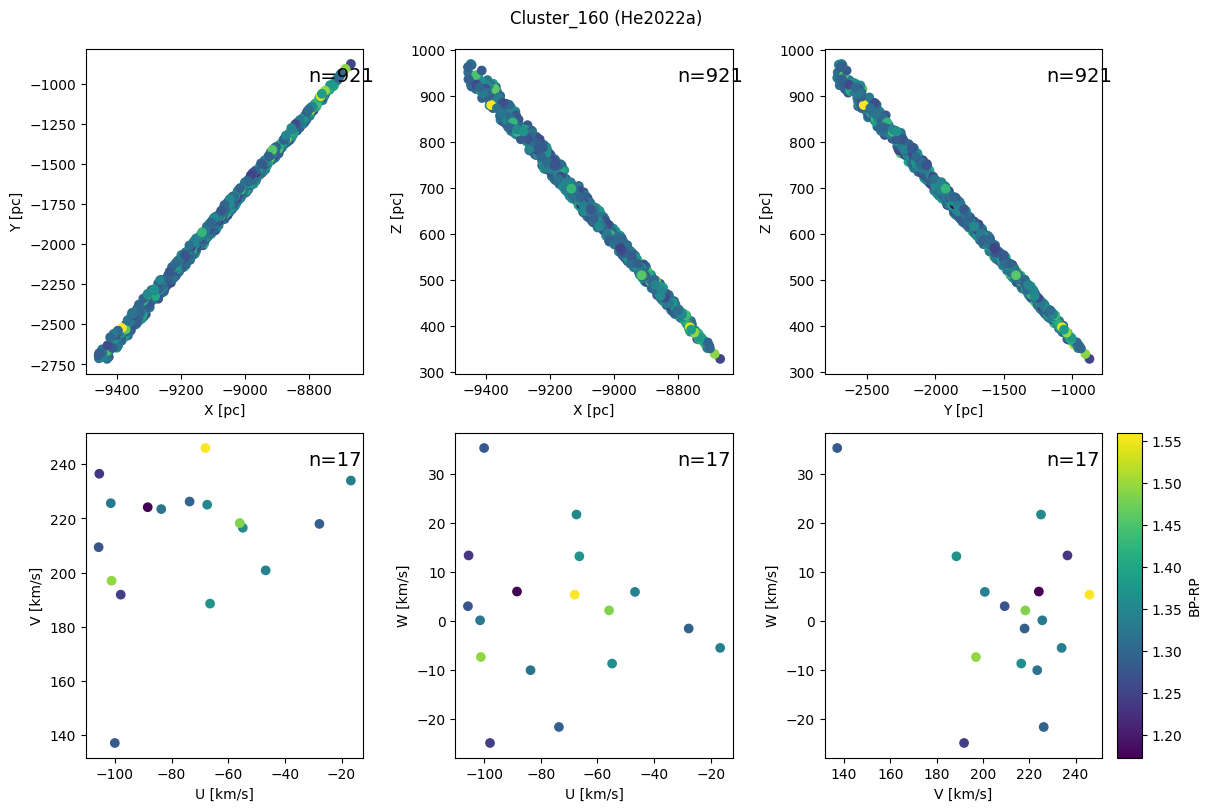 Cluster_160 (He2022a)
n=921
Y [pc]
−1000
−1250
−1500
−1750
−2000
−2250
−2500
−2750
−9400 −9200 −9000 −8800
X [pc]
n=921
Z [pc]
1000
900
800
700
600
500
400
300
−9400 −9200 −9000 −8800
X [pc]
n=921
Z [pc]
1000
900
800
700
600
500
400
300
−2500 −2000 −1500 −1000
Y [pc]
n=17
V [km/s]
240
220
200
180
160
140
−100 −80 −60 −40 −20
U [km/s]
n=17
W [km/s]
30
20
10
0
−10
−20
−100 −80 −60 −40 −20
U [km/s]
n=17
W [km/s]
30
20
10
0
−10
−20
140 160 180 200 220 240
V [km/s]
1.55
1.50
1.45
1.40
1.35
1.30
1.25
1.20
BP-RP